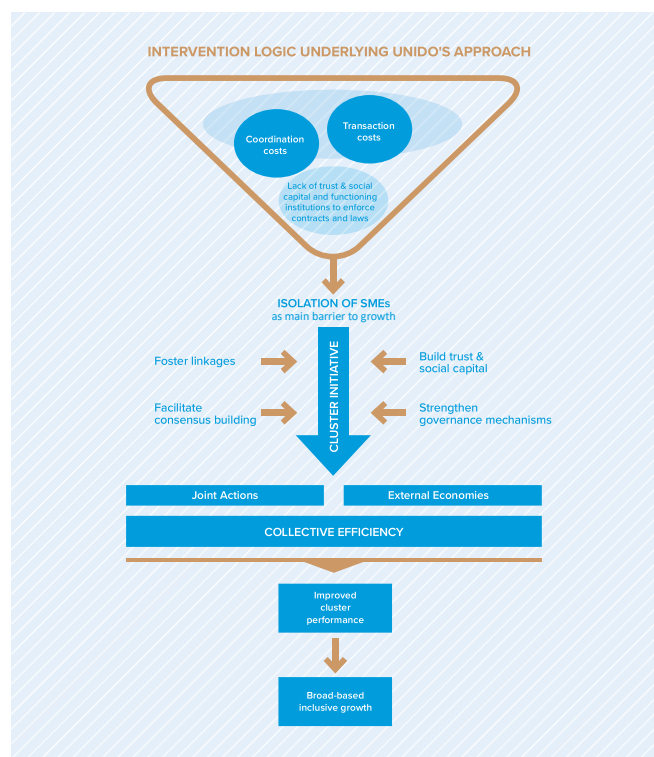 INTERVENTION LOGIC UNDERLYING UNIDO'S APPROACH
Coordination
costs
Transaction
costs
Lack of trust & social
capital and functioning
institutions to enforce
contracts and laws
ISOLATION OF SMEs
as main barrier to growth
CLUSTER INITIATIVE
Foster linkages
Build trust &
social capital
Facilitate
consensus building
Strengthen
governance mechanisms
Joint Actions
External Economies
COLLECTIVE EFFICIENCY
Improved
cluster
performance
Broad-based
inclusive growth